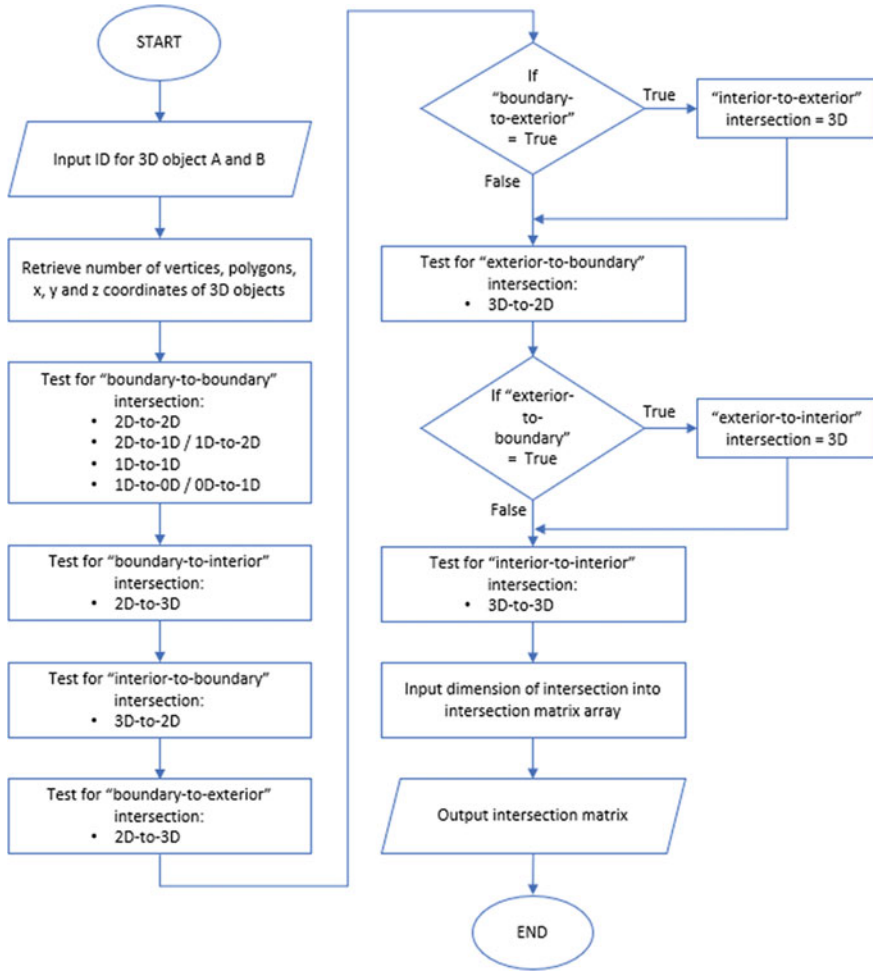 START
Input ID for 3D object A and B
Retrieve number of vertices, polygons,
x, y and z coordinates of 3D objects
Test for “boundary-to-boundary”
intersection:
• 2D-to-2D
• 2D-to-1D / 1D-to-2D
• 1D-to-1D
• 1D-to-0D / 0D-to-1D
Test for “boundary-to-interior”
intersection:
• 2D-to-3D
Test for “interior-to-boundary”
intersection:
• 3D-to-2D
Test for “boundary-to-exterior”
intersection:
• 2D-to-3D
If
“boundary-
to-exterior”
= True
True
“interior-to-exterior”
intersection = 3D
False
Test for “exterior-to-boundary”
intersection:
• 3D-to-2D
If “exterior-
to-
boundary”
= True
True
“exterior-to-interior”
intersection = 3D
False
Test for “interior-to-interior”
intersection:
• 3D-to-3D
Input dimension of intersection into
intersection matrix array
Output intersection matrix
END